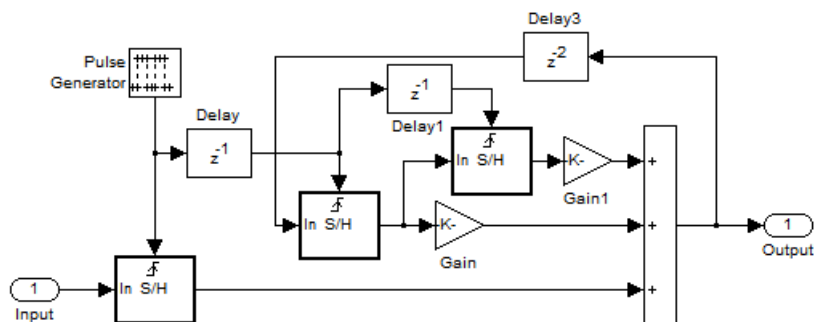 Delay3
z-2
Pulse
Generator
Delay
z-1
z-1
Delay1
In S/H
K-
Gain1
+
In S/H
K-
Gain
+
1
Output
1
Input
In S/H
+